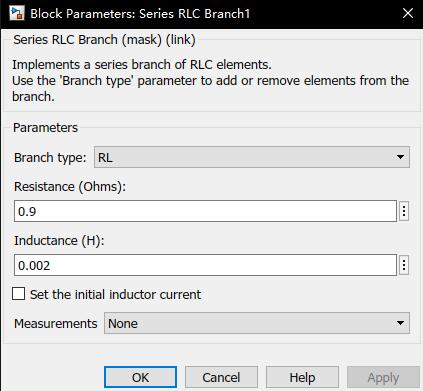 Block Parameters: Series RLC Branch1
Series RLC Branch (mask) (link)
Implements a series branch of RLC elements.
Use the 'Branch type' parameter to add or remove elements from the
branch.
Parameters
Branch type: RL
Resistance (Ohms):
0.9
Inductance (H):
0.002
Set the initial inductor current
Measurements None
OK Cancel Help Apply